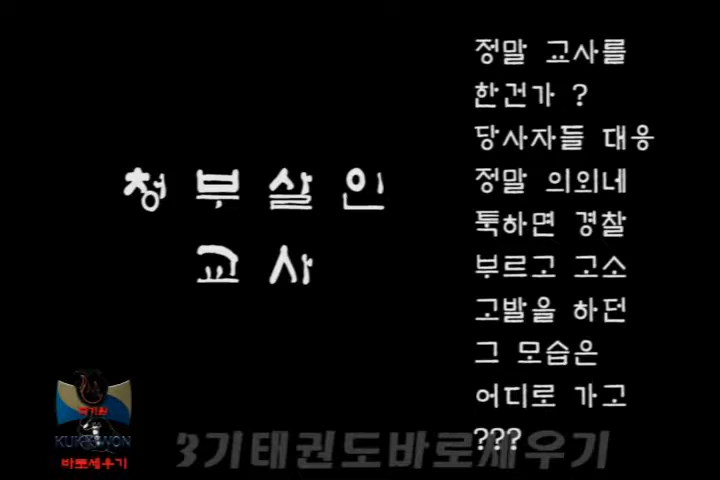 청부살인
교사
정말 교사를
한건가 ?
당사자들 대응
정말 의외네
툭하면 경찰
부르고 고소
고발을 하던
그 모습은
어디로 가고
???
국기원
KUKKIWON
바로세우기
3기태권도바로세우기